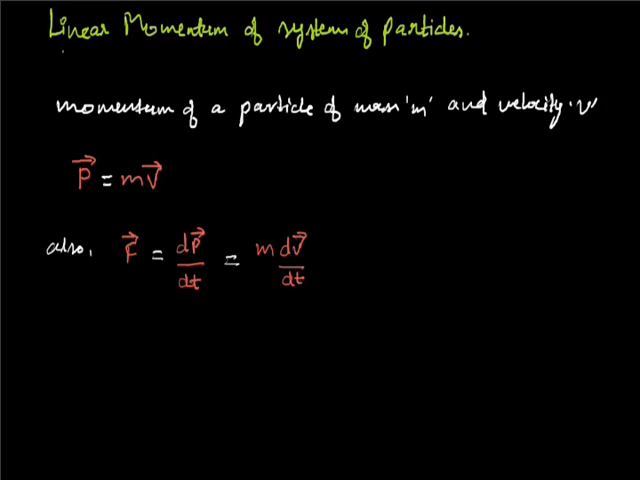 Linear Momentum of system of particles.
momentum of a particle of mass 'm' and velocity 'v'
P⃗ = mV⃗
also, F⃗ = dP⃗/dt = m dV⃗/dt